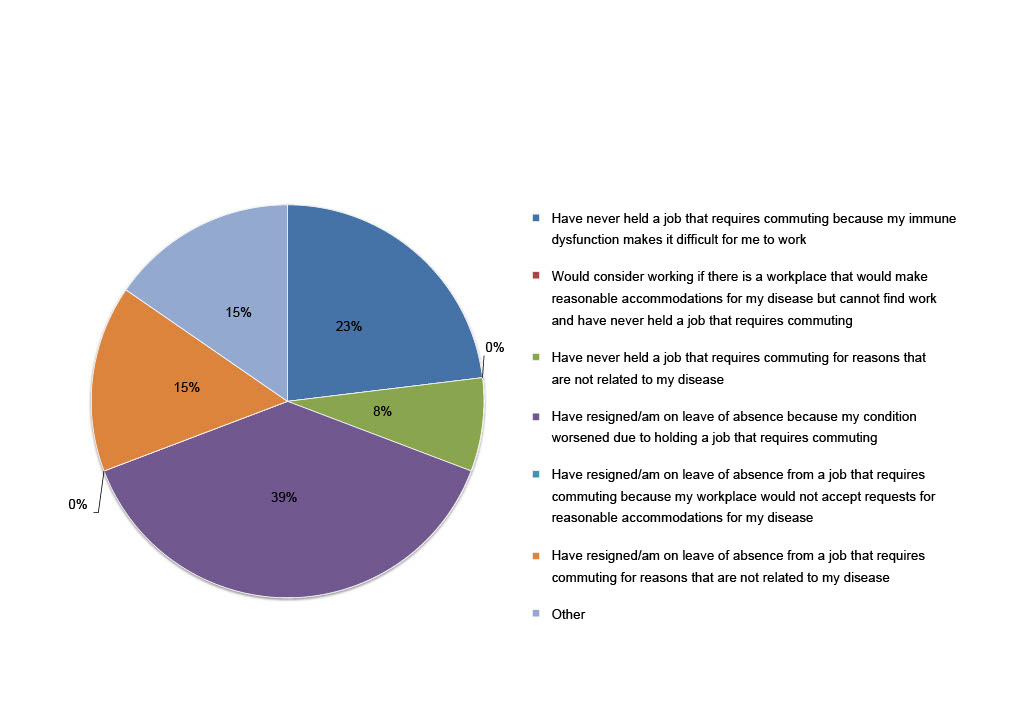 15%
23%
0%
15%
8%
39%
0%
Have never held a job that requires commuting because my immune
dysfunction makes it difficult for me to work
Would consider working if there is a workplace that would make
reasonable accommodations for my disease but cannot find work
and have never held a job that requires commuting
Have never held a job that requires commuting for reasons that
are not related to my disease
Have resigned/am on leave of absence because my condition
worsened due to holding a job that requires commuting
Have resigned/am on leave of absence from a job that requires
commuting because my workplace would not accept requests for
reasonable accommodations for my disease
Have resigned/am on leave of absence from a job that requires
commuting for reasons that are not related to my disease
Other